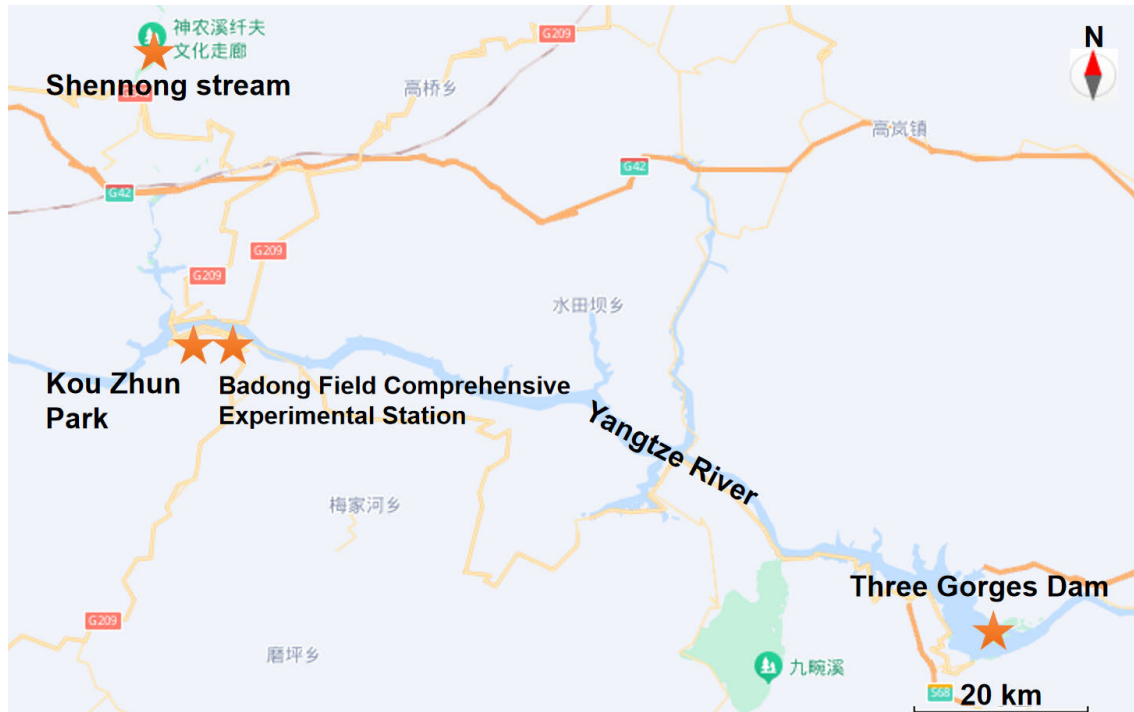 神农溪纤夫
文化走廊
G209
N
Shennong stream
高桥乡
高岚镇
G42
G42
G209
G209
水田坝乡
Kou Zhun
Park
Badong Field Comprehensive
Experimental Station
Yangtze River
梅家河乡
Three Gorges Dam
G209
磨坪乡
九畹溪
S68
20 km